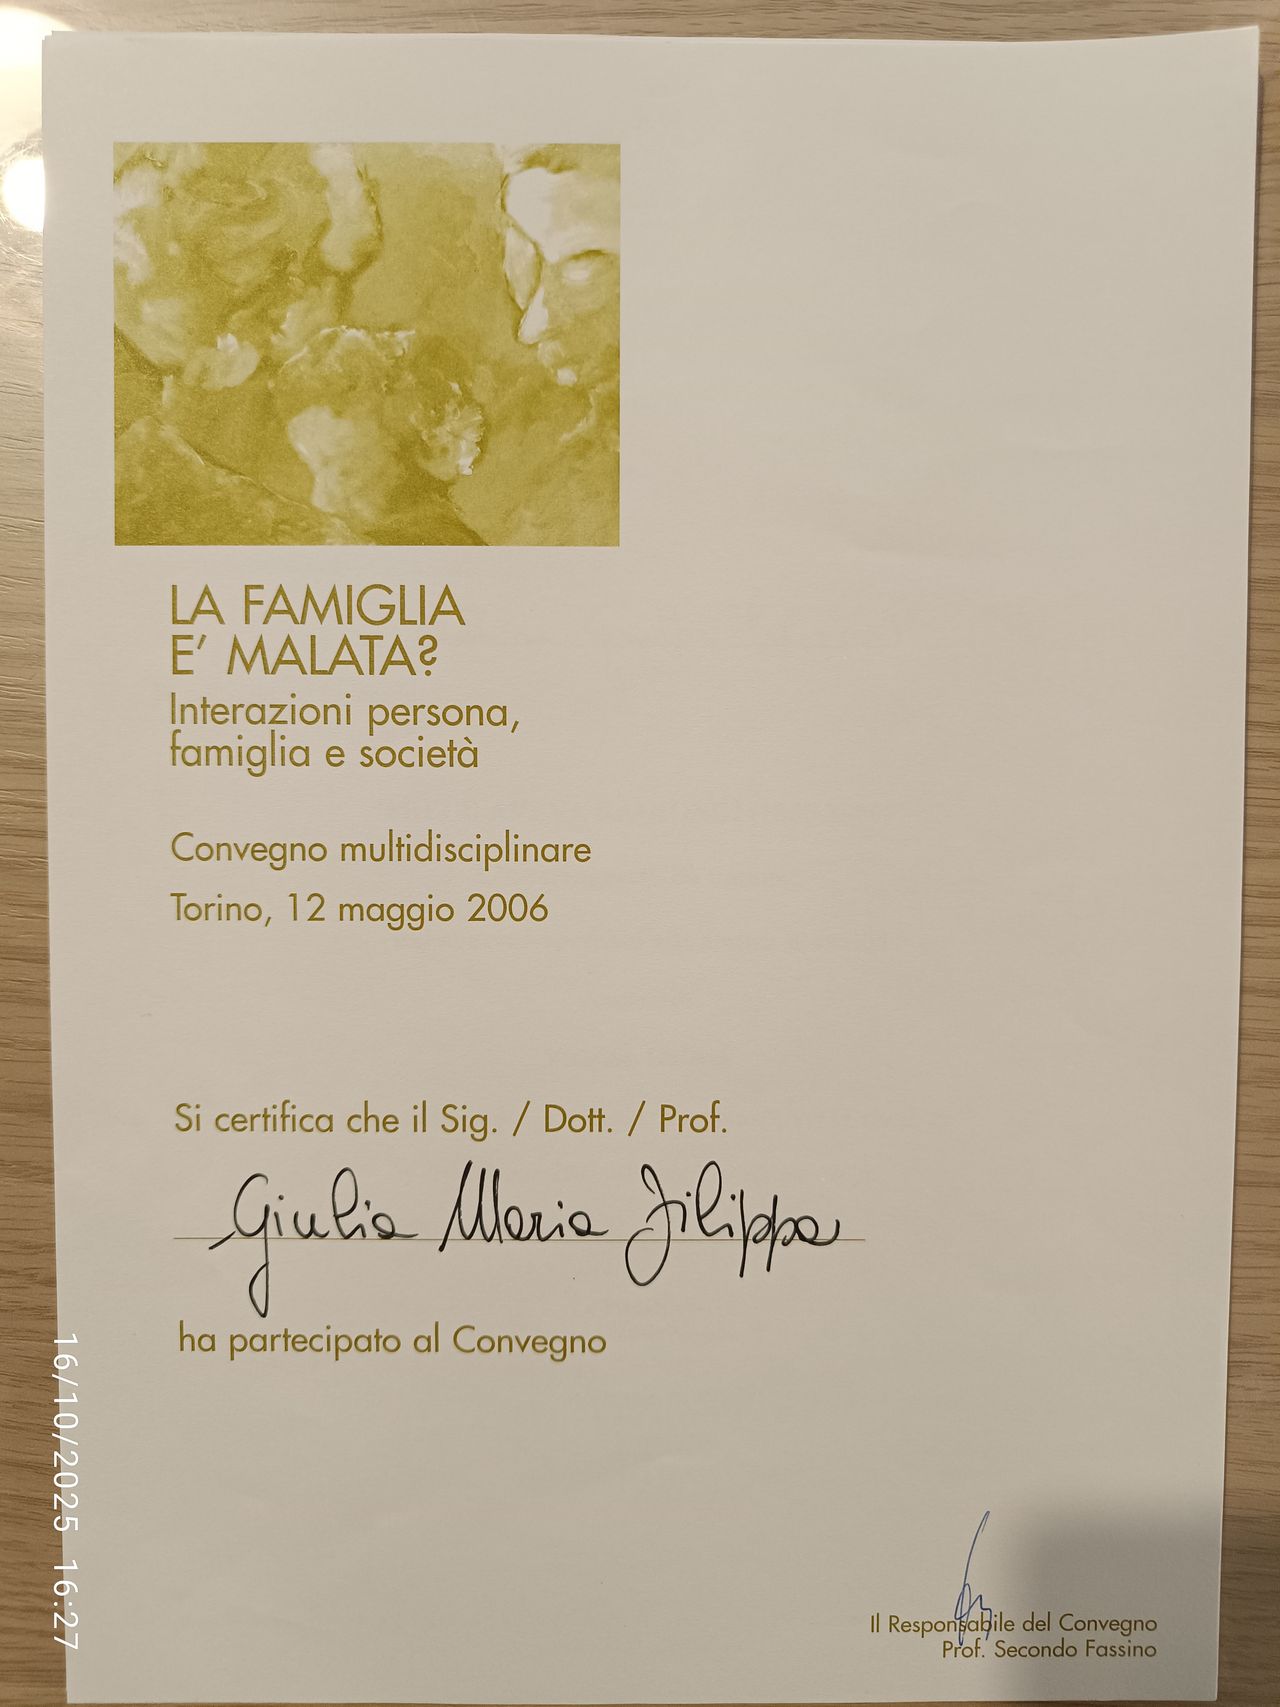 LA FAMIGLIA
E' MALATA?
Interazioni persona,
famiglia e società
Convegno multidisciplinare
Torino, 12 maggio 2006
Si certifica che il Sig. / Dott. / Prof.
Giulia Maria Filippa
ha partecipato al Convegno
Il Responsabile del Convegno
Prof. Secondo Fassino
16/10/2025 16:27